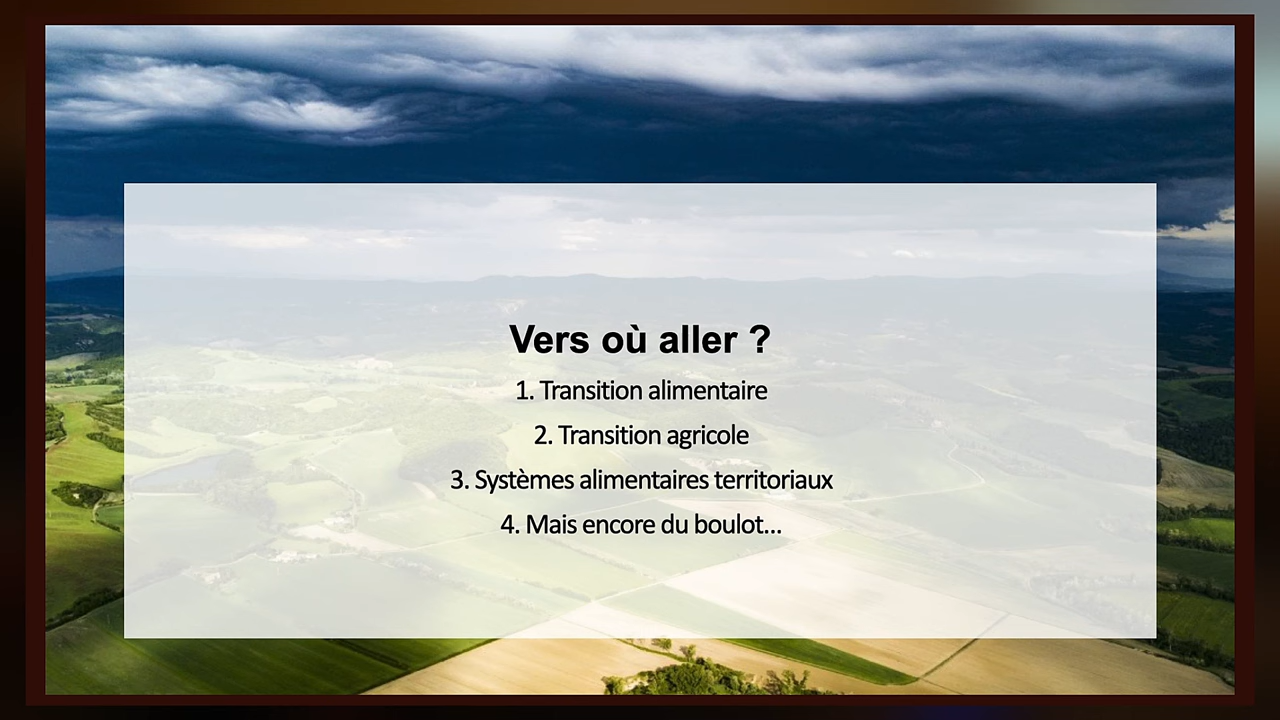 Vers où aller ?
1. Transition alimentaire
2. Transition agricole
3. Systèmes alimentaires territoriaux
4. Mais encore du boulot...